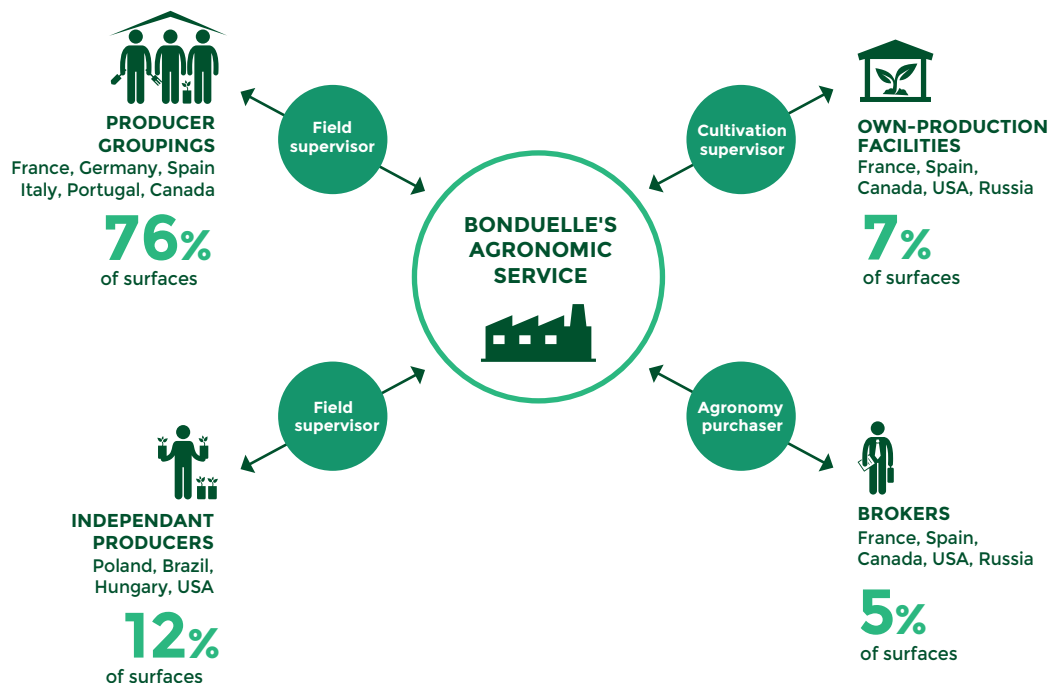 PRODUCER
GROUPINGS
France, Germany, Spain
Italy, Portugal, Canada
76%
of surfaces
Field
supervisor
BONDUELLE'S
AGRONOMIC
SERVICE
Cultivation
supervisor
OWN-PRODUCTION
FACILITIES
France, Spain,
Canada, USA, Russia
7%
of surfaces
INDEPENDANT
PRODUCERS
Poland, Brazil,
Hungary, USA
12%
of surfaces
Field
supervisor
Agronomy
purchaser
BROKERS
France, Spain,
Canada, USA, Russia
5%
of surfaces